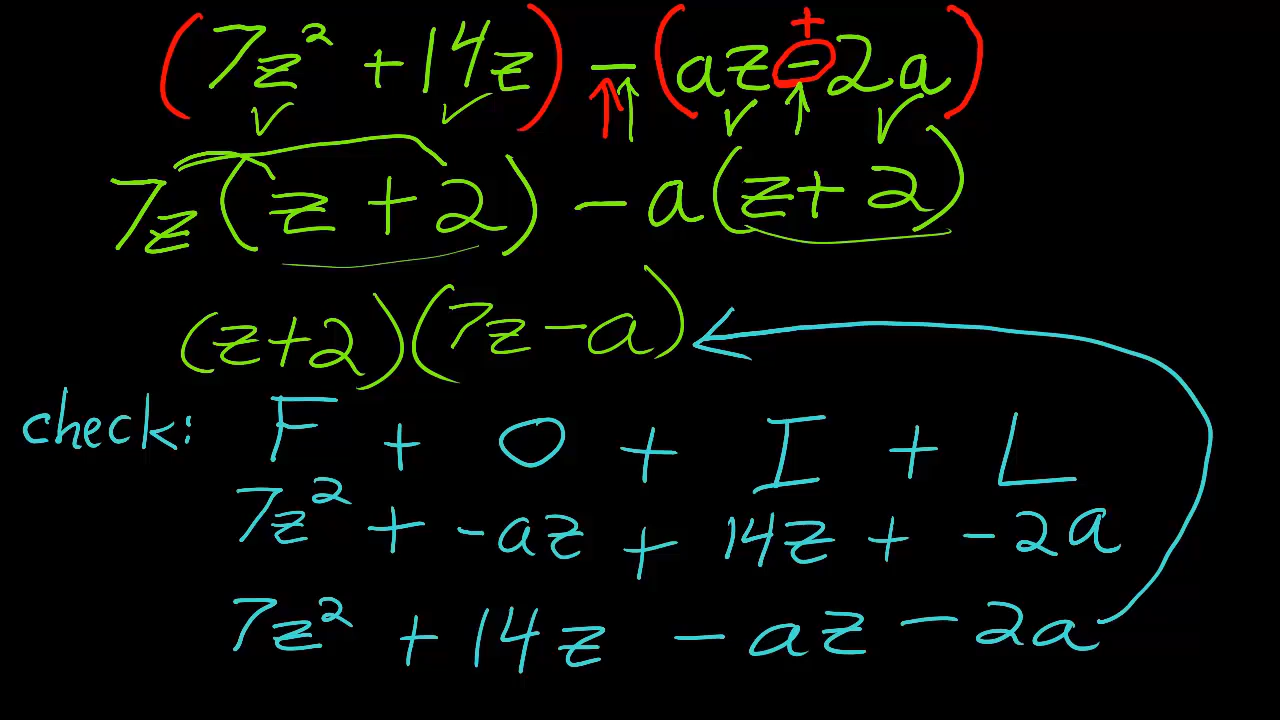 +
(7z² + 14z) - (az - 2a)
7z(z + 2) - a(z + 2)
(z+2)(7z - a)
check: F + O + I + L
7z² + -az + 14z + -2a
7z² + 14z - az - 2a